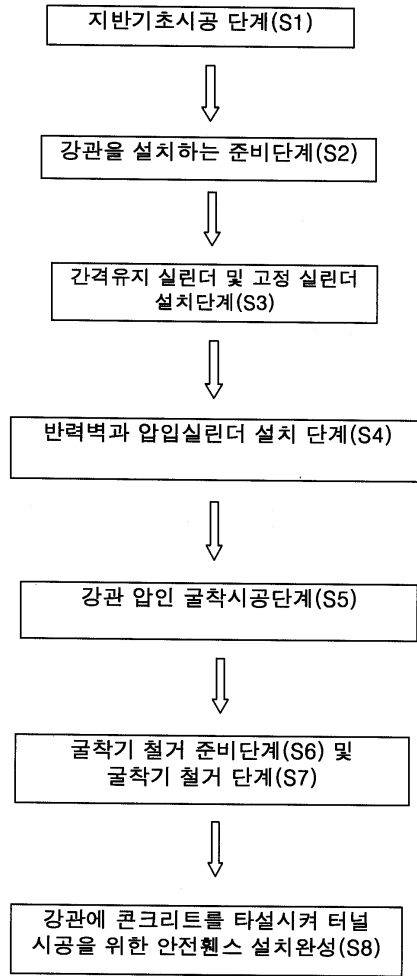 지반기초시공 단계(S1)
강관을 설치하는 준비단계(S2)
간격유지 실린더 및 고정 실린더
설치단계(S3)
반력벽과 압입실린더 설치 단계(S4)
강관 압인 굴착시공단계(S5)
굴착기 철거 준비단계(S6) 및
굴착기 철거 단계(S7)
강관에 콘크리트를 타설시켜 터널
시공을 위한 안전휀스 설치완성(S8)